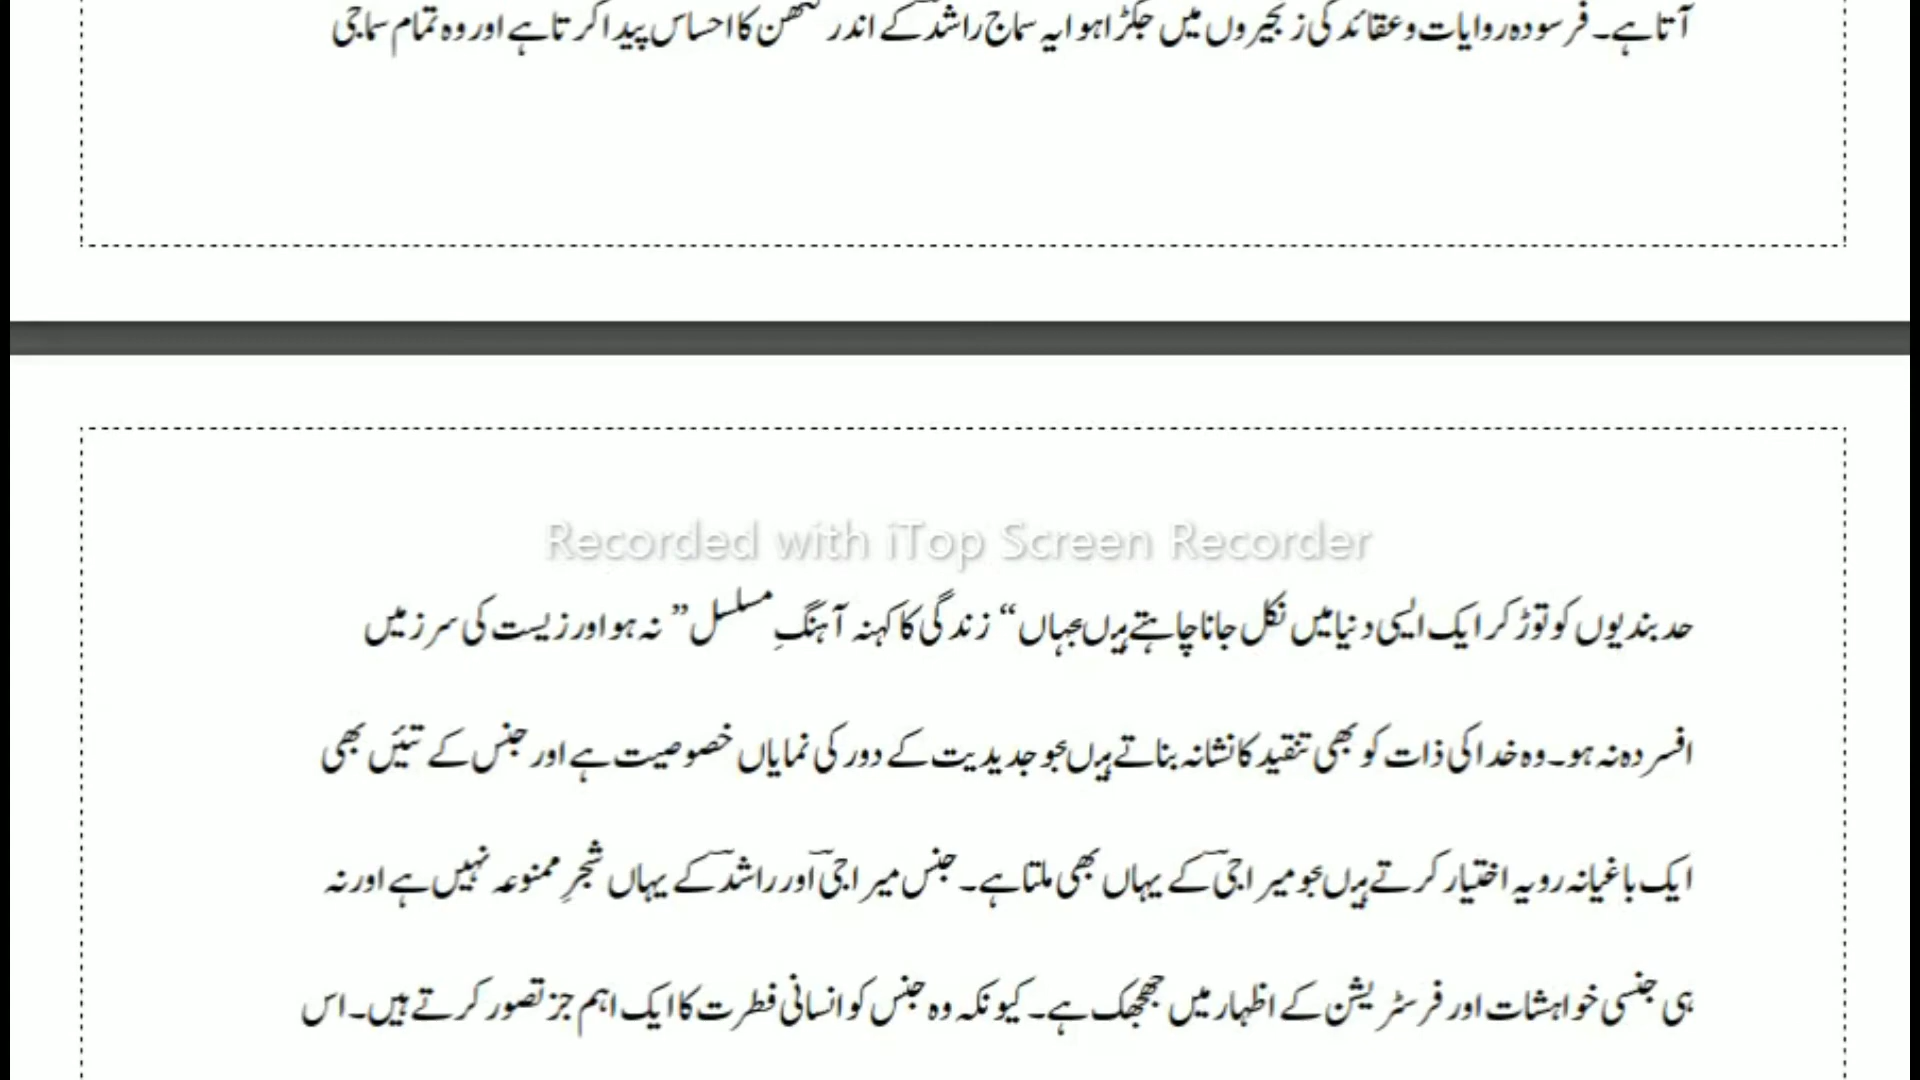 آتا ہے۔ فرسودہ روایات و عقائد کی زنجیروں میں جکڑا ہوا یہ سماج راشدؔ کے اندر گھٹن کا احساس پیدا کرتا ہے اور وہ تمام سماجی
Recorded with iTop Screen Recorder
حد بندیوں کو توڑ کر ایک ایسی دنیا میں نکل جانا چاہتے ہیں جہاں “زندگی کا کہنہ آہنگِ مسلسل” نہ ہو اور زیست کی سرزمیں
افسردہ نہ ہو۔ وہ خدا کی ذات کو بھی تنقید کا نشانہ بناتے ہیں جو جدیدیت کے دور کی نمایاں خصوصیت ہے اور جنس کے تئیں بھی
ایک باغیانہ رویہ اختیار کرتے ہیں جو میراجیؔ کے یہاں بھی ملتا ہے۔ جنس میراجیؔ اور راشدؔ کے یہاں شجرِ ممنوعہ نہیں ہے اور نہ
ہی جنسی خواہشات اور فرسٹریشن کے اظہار میں جھجھک ہے۔ کیونکہ وہ جنس کو انسانی فطرت کا ایک اہم جز تصور کرتے ہیں۔ اس